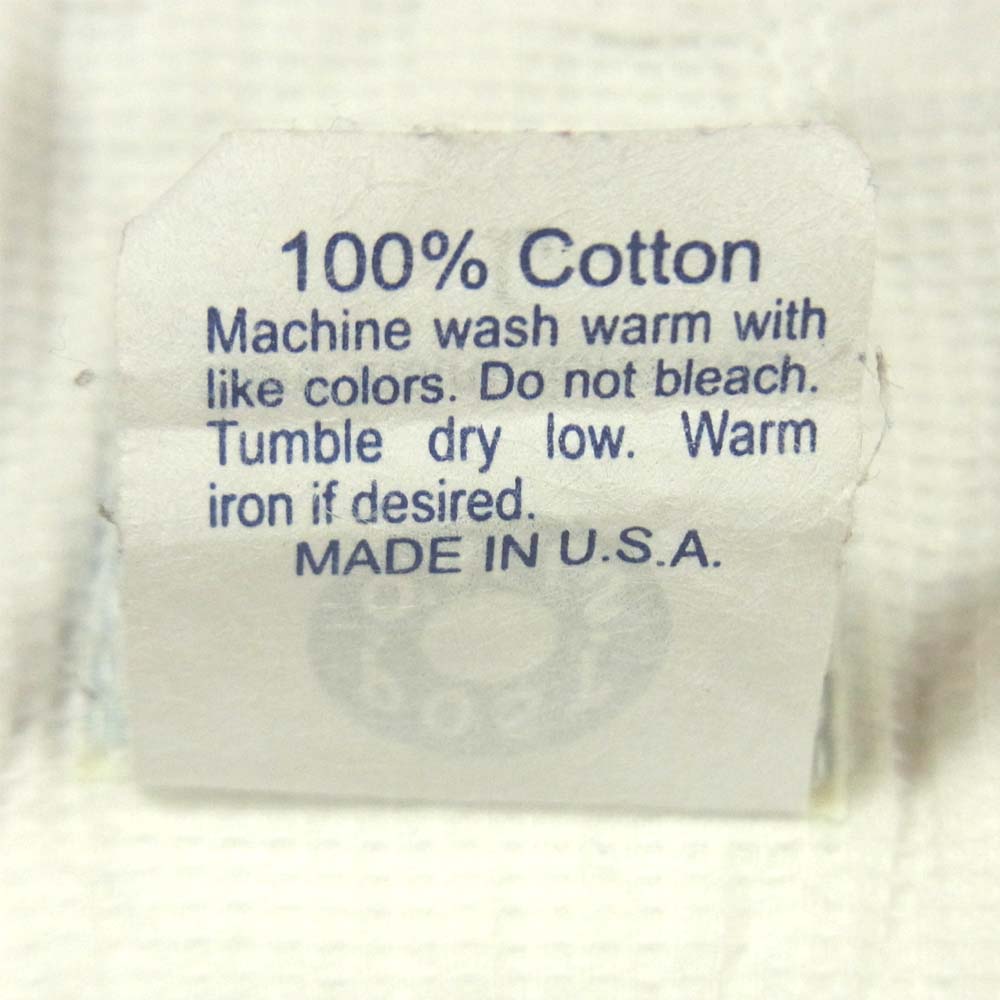 100% Cotton
Machine wash warm with
like colors. Do not bleach.
Tumble dry low. Warm
iron if desired.
MADE IN U.S.A.